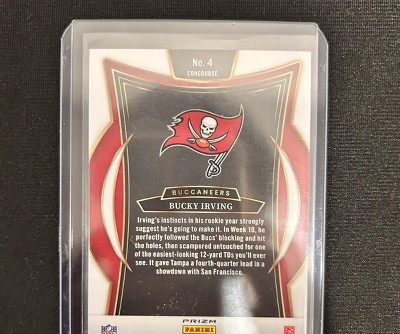 No. 4
CONCOURSE
BUCCANEERS
BUCKY IRVING
Irving's instincts in his rookie year strongly
suggest he's going to make it. In Week 10, he
perfectly followed the Bucs' blocking and hit
the holes, then scampered untouched for one
of the easiest-looking 12-yard TDs you'll ever
see. It gave Tampa a fourth-quarter lead in a
showdown with San Francisco.
PRIZM
PANINI
NFL